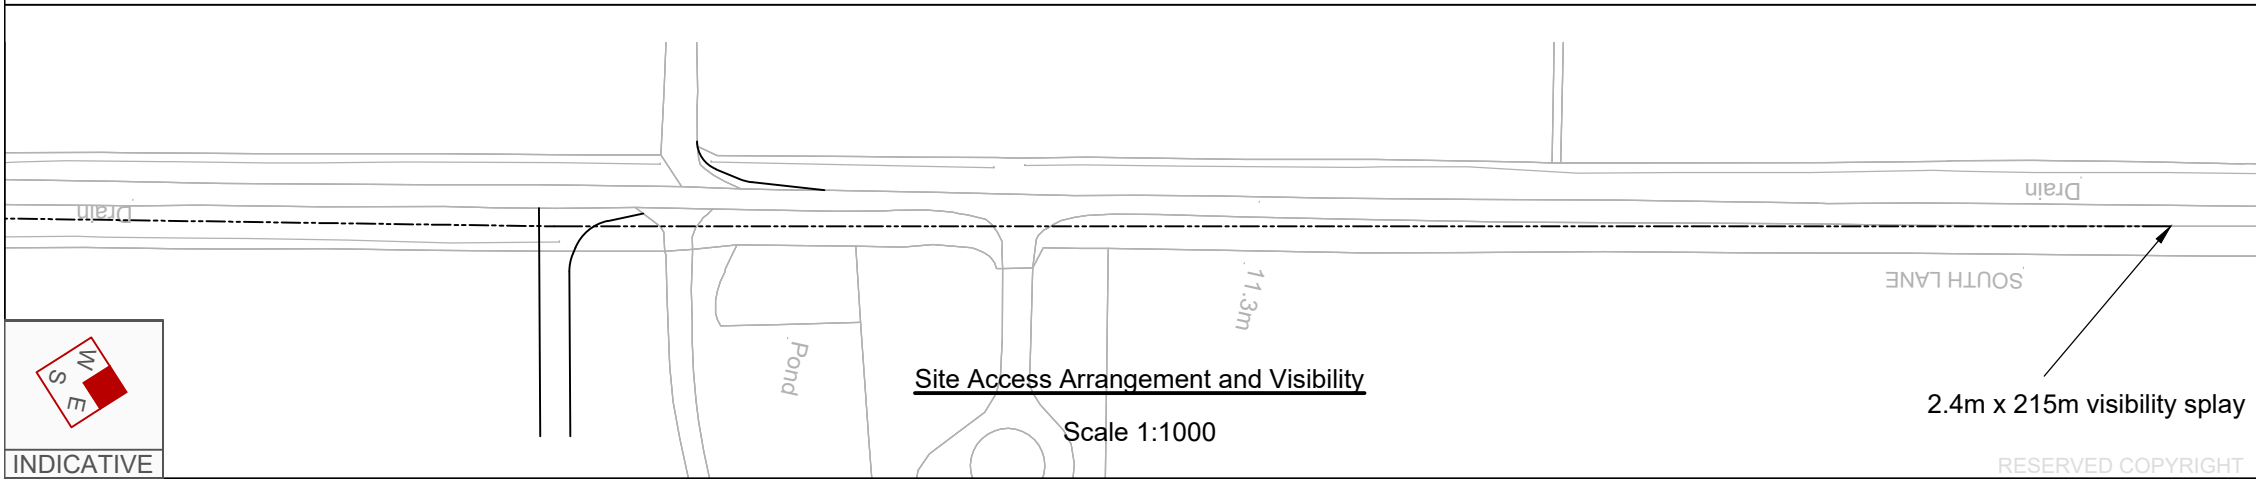 Drain
Drain
SOUTH LANE
11.3m
Pond
W
S
E
INDICATIVE
Site Access Arrangement and Visibility
Scale 1:1000
2.4m x 215m visibility splay
RESERVED COPYRIGHT